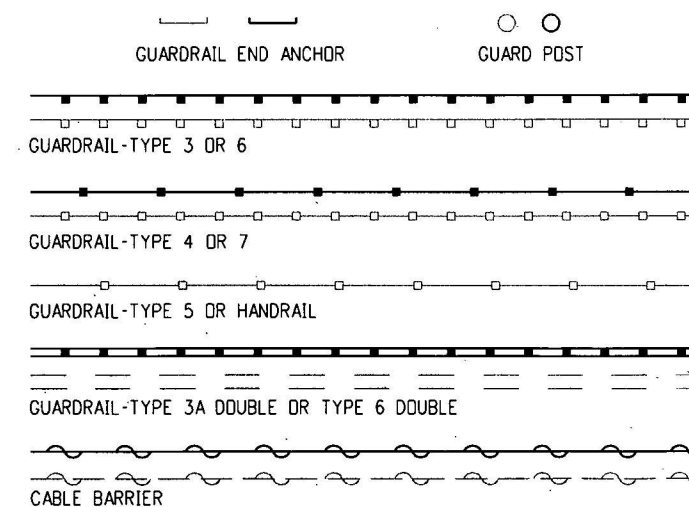 GUARDRAIL END ANCHOR
GUARD POST
GUARDRAIL-TYPE 3 OR 6
GUARDRAIL-TYPE 4 OR 7
GUARDRAIL-TYPE 5 OR HANDRAIL
GUARDRAIL-TYPE 3A DOUBLE OR TYPE 6 DOUBLE
CABLE BARRIER